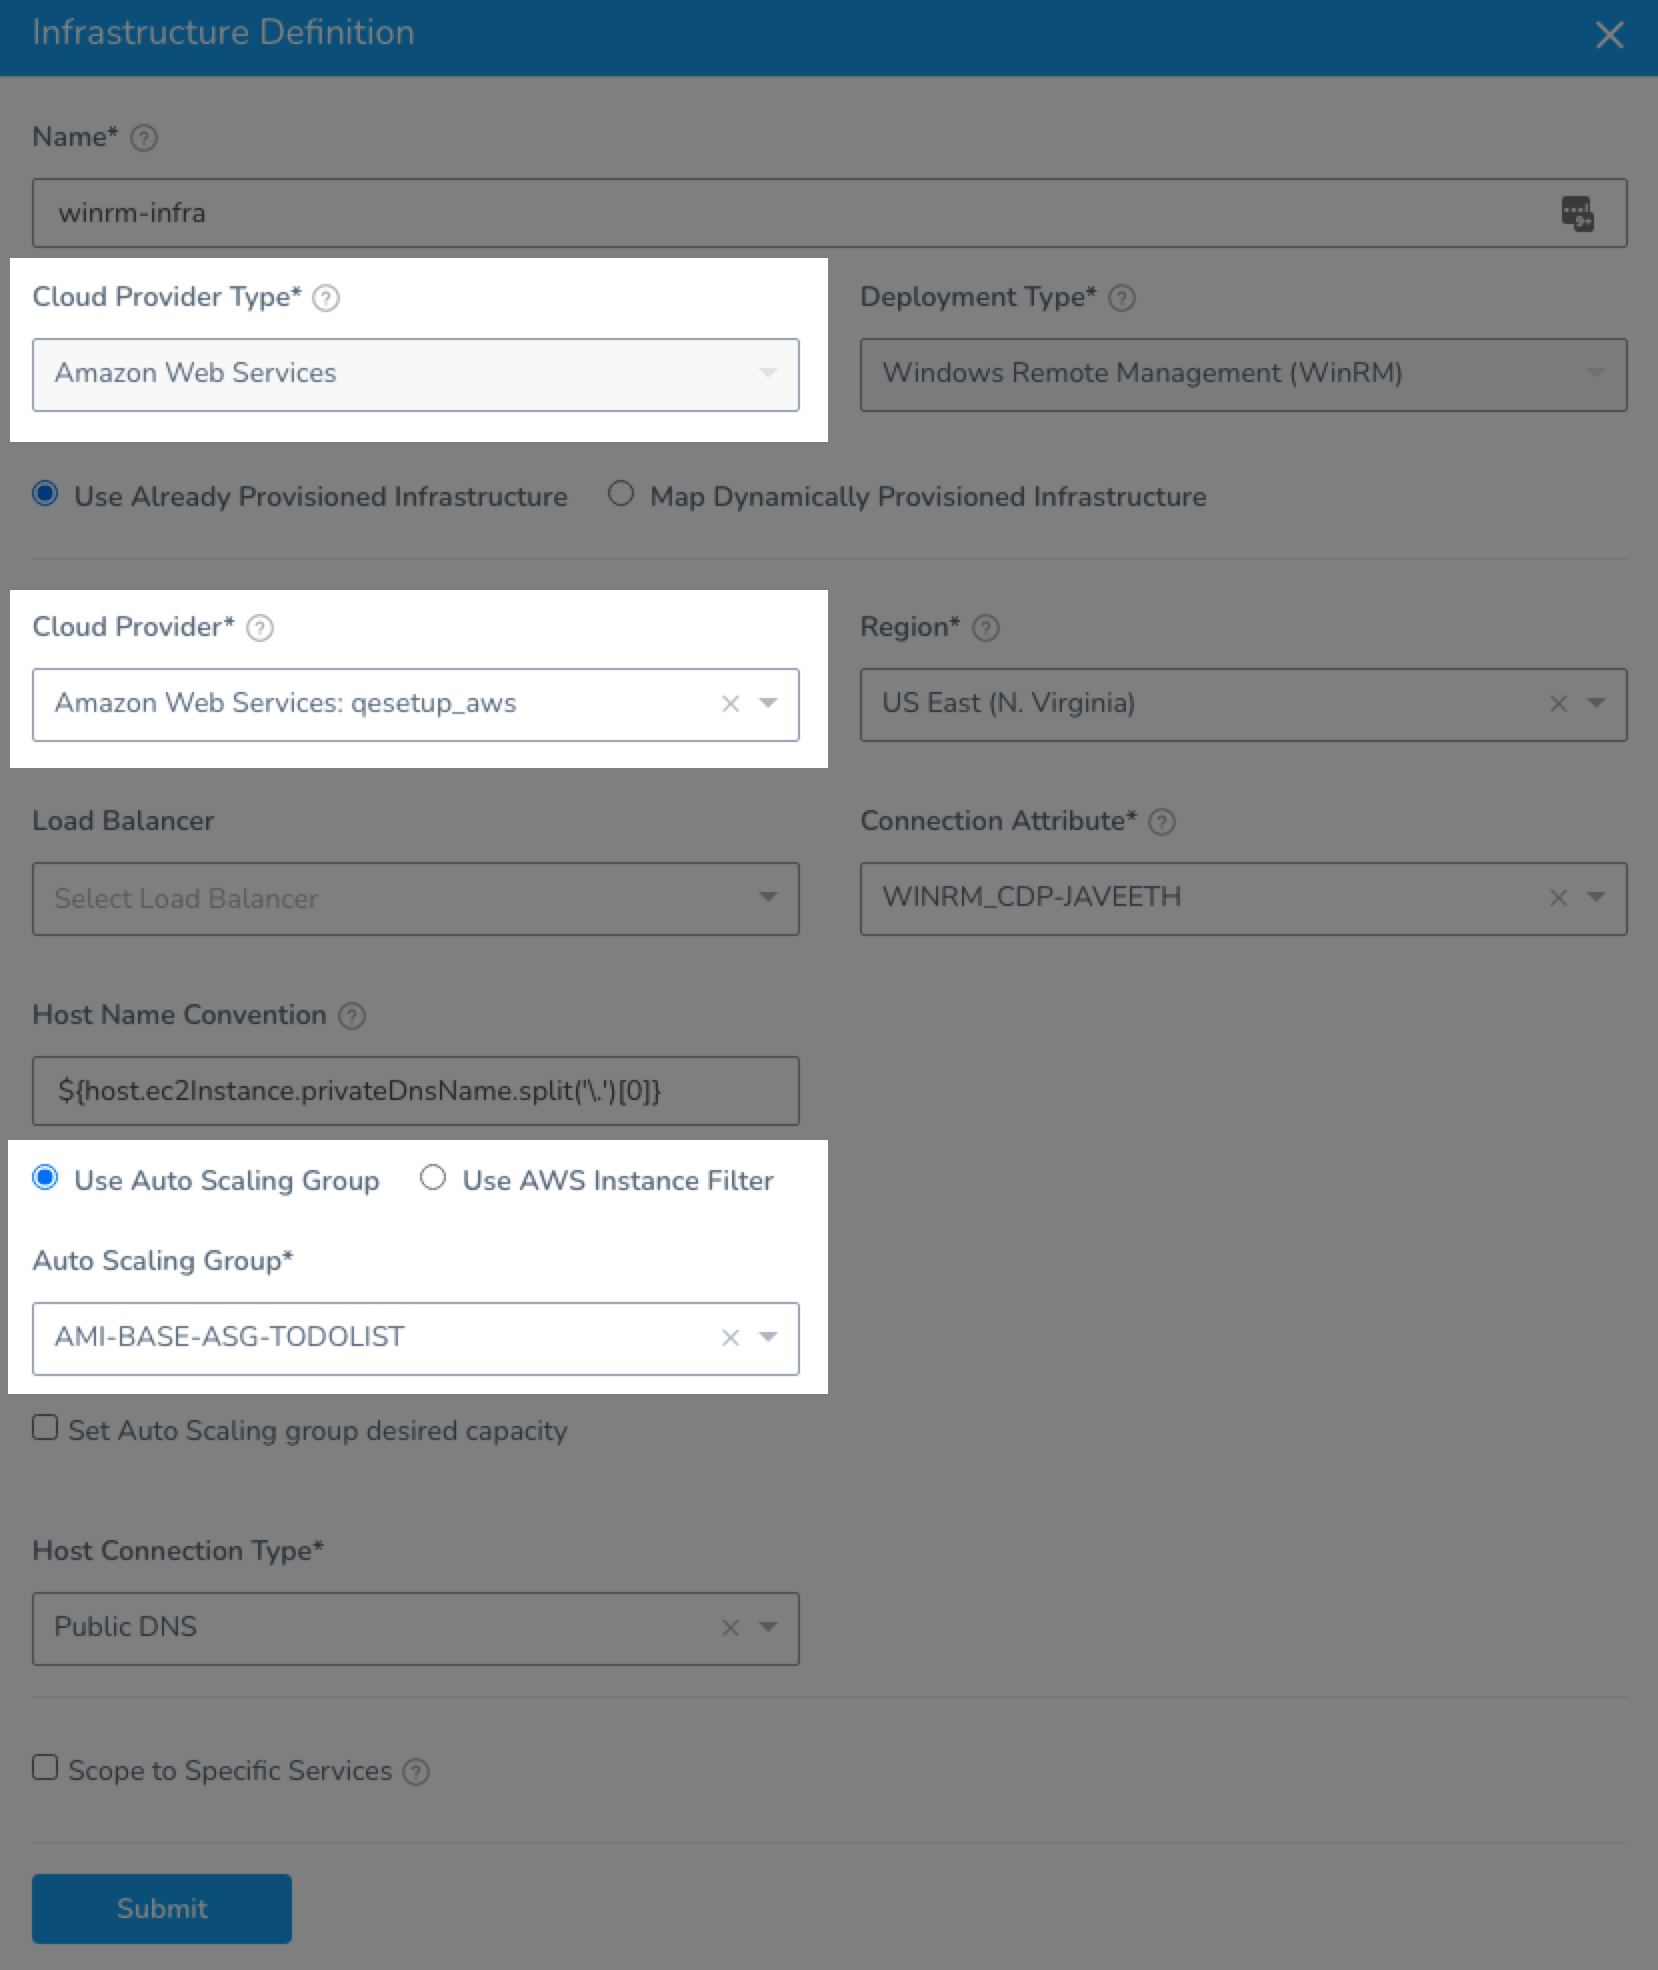 Infrastructure Definition
Name* ?
winrm-infra
9+
Cloud Provider Type* ? Deployment Type* ?
Amazon Web Services Windows Remote Management (WinRM)
Use Already Provisioned Infrastructure Map Dynamically Provisioned Infrastructure
Cloud Provider* ? Region* ?
Amazon Web Services: qesetup_aws US East (N. Virginia)
Load Balancer Connection Attribute* ?
Select Load Balancer WINRM_CDP-JAVEETH
Host Name Convention ?
${host.ec2Instance.privateDnsName.split('\.')[0]}
Use Auto Scaling Group Use AWS Instance Filter
Auto Scaling Group*
AMI-BASE-ASG-TODOLIST
Set Auto Scaling group desired capacity
Host Connection Type*
Public DNS
Scope to Specific Services ?
Submit